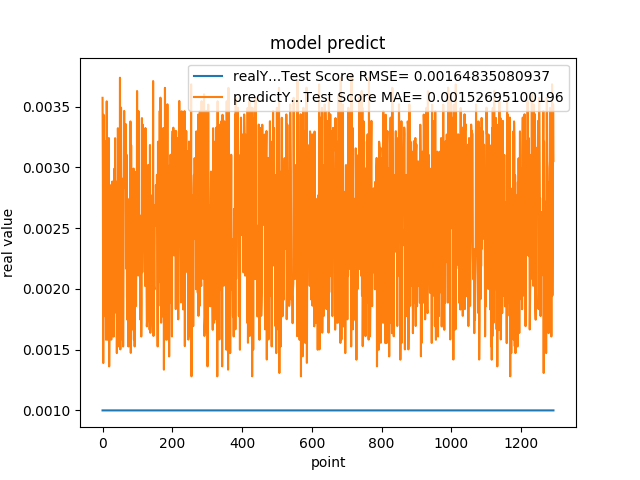 model predict
realY...Test Score RMSE= 0.00164835080937
predictY...Test Score MAE= 0.00152695100196
real value
0.0035
0.0030
0.0025
0.0020
0.0015
0.0010
0 200 400 600 800 1000 1200
point